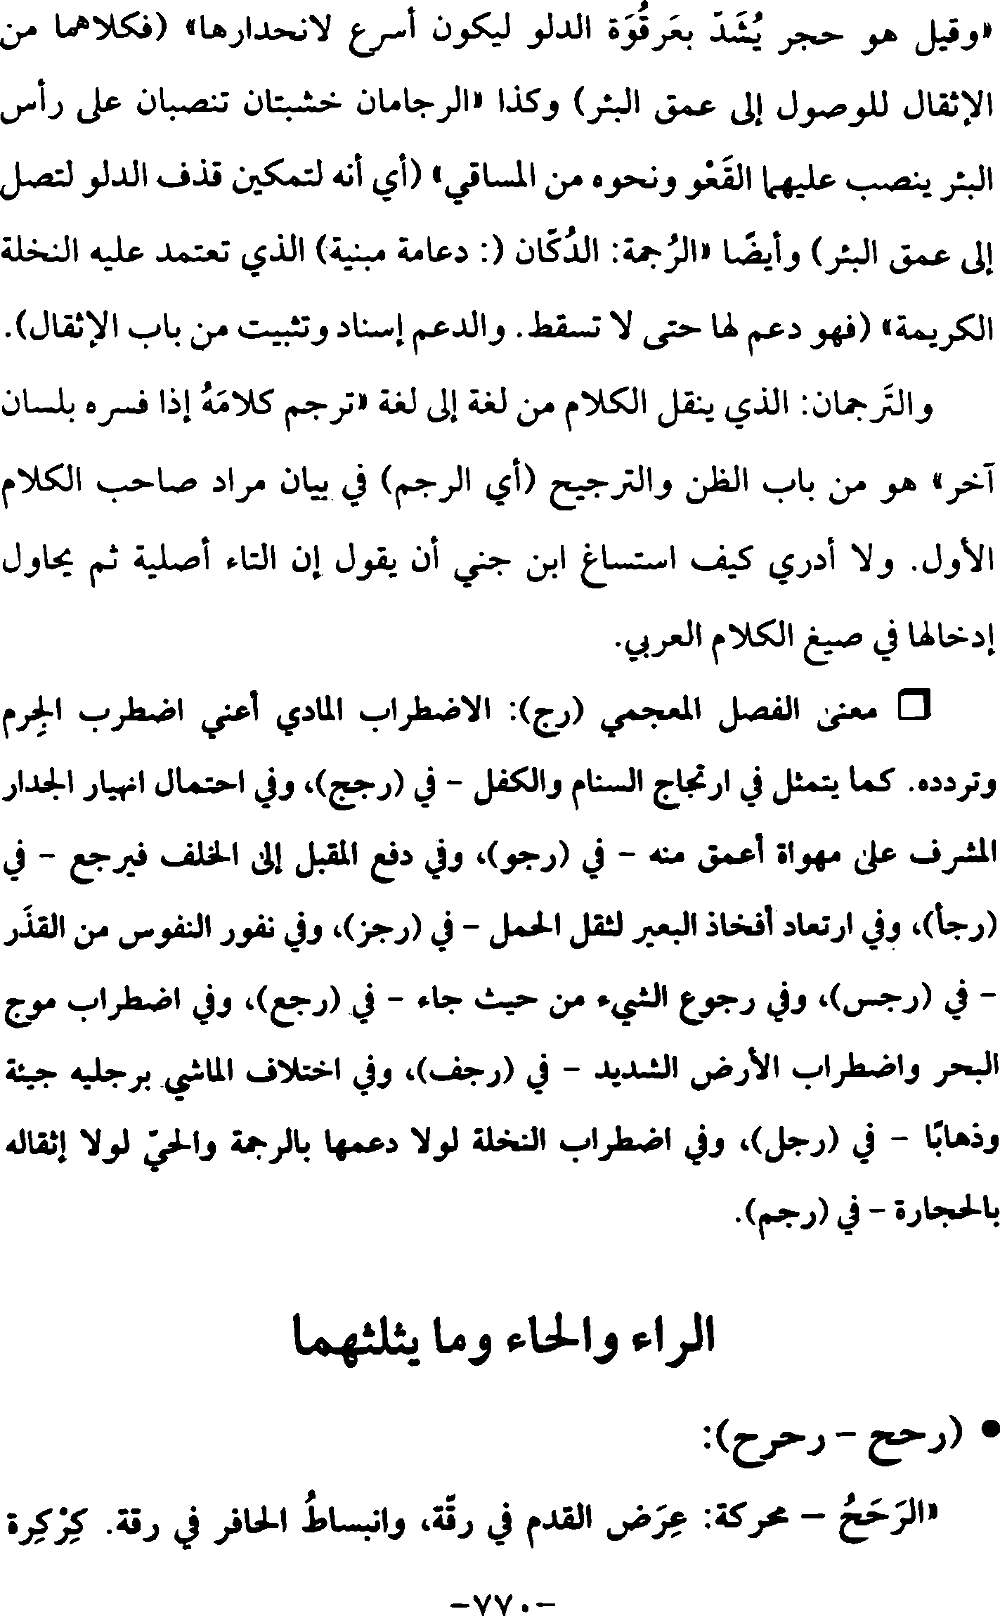 «وقيل هو حجر يُشَدّ بعَرقُوَة الدلو ليكون أسرع لانحدارها» (فكلاهما من
الإثقال للوصول إلى عمق البئر) وكذا «الرجامان خشبتان تنصبان على رأس
البئر ينصب عليهما القَعْو ونحوه من المساقي» (أي أنه لتمكين قذف الدلو لتصل
إلى عمق البئر) وأيضًا «الرُجمة: الدُكّان (: دعامة مبنية) الذي تعتمد عليه النخلة
الكريمة» (فهو دعم لها حتى لا تسقط. والدعم إسناد وتثبيت من باب الإثقال).
والتَرجمان: الذي ينقل الكلام من لغة إلى لغة «ترجم كلامَهُ إذا فسره بلسان
آخر» هو من باب الظن والترجيح (أي الرجم) في بيان مراد صاحب الكلام
الأول. ولا أدري كيف استساغ ابن جني أن يقول إن التاء أصلية ثم يحاول
إدخالها في صيغ الكلام العربي.
❐ معنى الفصل المعجمي (رج): الاضطراب المادي أعني اضطرب الجِرم
وتردده. كما يتمثل في ارتجاج السنام والكفل - في (رجج)، وفي احتمال انهيار الجدار
المشرف على مهواة أعمق منه - في (رجو)، وفي دفع المقبل إلى الخلف فيرجع - في
(رجأ)، وفي ارتعاد أفخاذ البعير لثقل الحمل - في (رجز)، وفي نفور النفوس من القذَر
- في (رجس)، وفي رجوع الشيء من حيث جاء - في (رجع)، وفي اضطراب موج
البحر واضطراب الأرض الشديد - في (رجف)، وفي اختلاف الماشي برجليه جيئة
وذهابًا - في (رجل)، وفي اضطراب النخلة لولا دعمها بالرجمة والحيّ لولا إثقاله
بالحجارة - في (رجم).
الراء والحاء وما يثلثهما
• (رحح - رحرح):
«الرَحَحُ - محركة: عِرَض القدم في رقّة، وانبساطُ الحافر في رقة. كِرْكِرة
-٧٧٠-